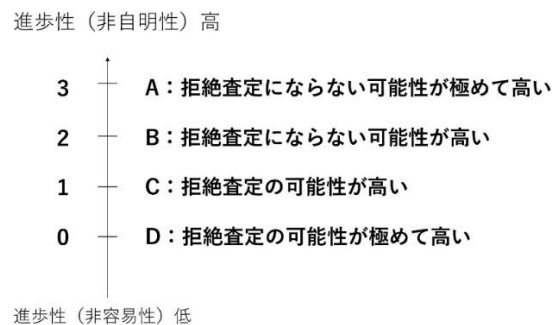 進歩性（非自明性）高
3 A：拒絶査定にならない可能性が極めて高い
2 B：拒絶査定にならない可能性が高い
1 C：拒絶査定の可能性が高い
0 D：拒絶査定の可能性が極めて高い
進歩性（非容易性）低